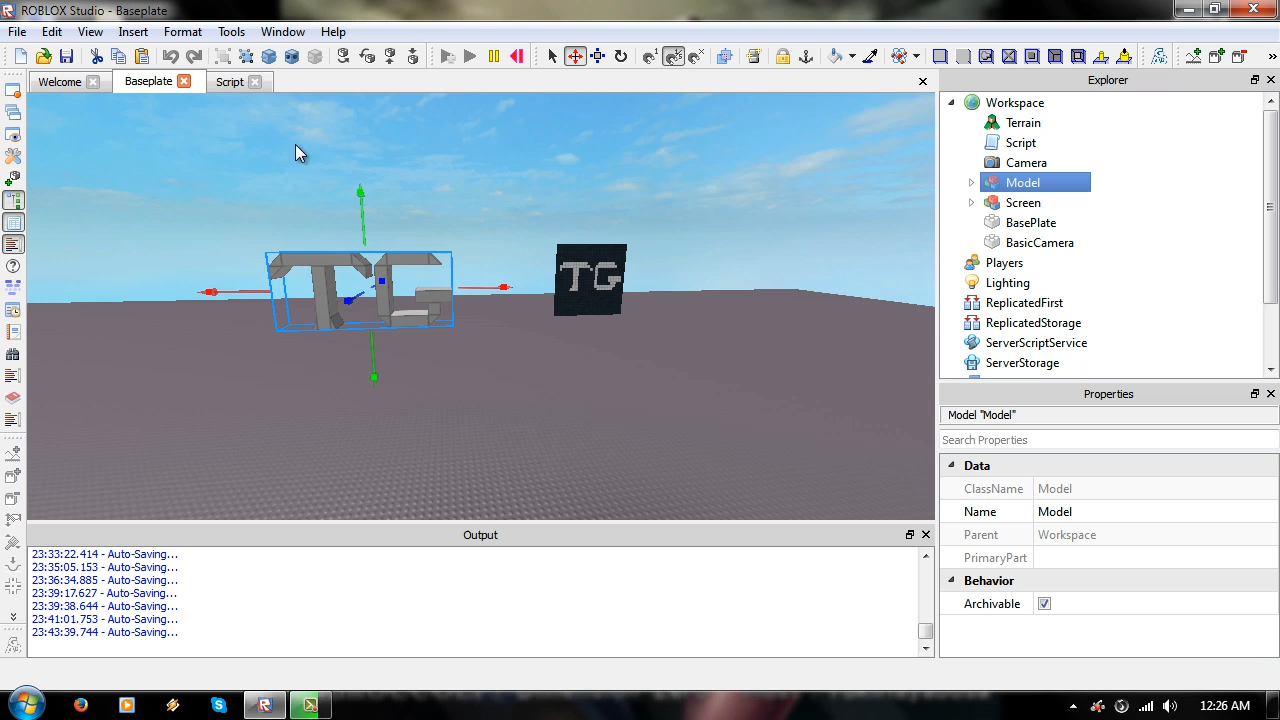 ROBLOX Studio - Baseplate
File Edit View Insert Format Tools Window Help
Welcome Baseplate Script
TG
TG
Explorer
Workspace
Terrain
Script
Camera
Model
Screen
BasePlate
BasicCamera
Players
Lighting
ReplicatedFirst
ReplicatedStorage
ServerScriptService
ServerStorage
Properties
Model "Model"
Search Properties
Data
ClassName Model
Name Model
Parent Workspace
PrimaryPart
Behavior
Archivable
Output
23:33:22.414 - Auto-Saving...
23:35:05.153 - Auto-Saving...
23:36:34.885 - Auto-Saving...
23:39:17.627 - Auto-Saving...
23:39:38.644 - Auto-Saving...
23:41:01.753 - Auto-Saving...
23:43:39.744 - Auto-Saving...
12:26 AM